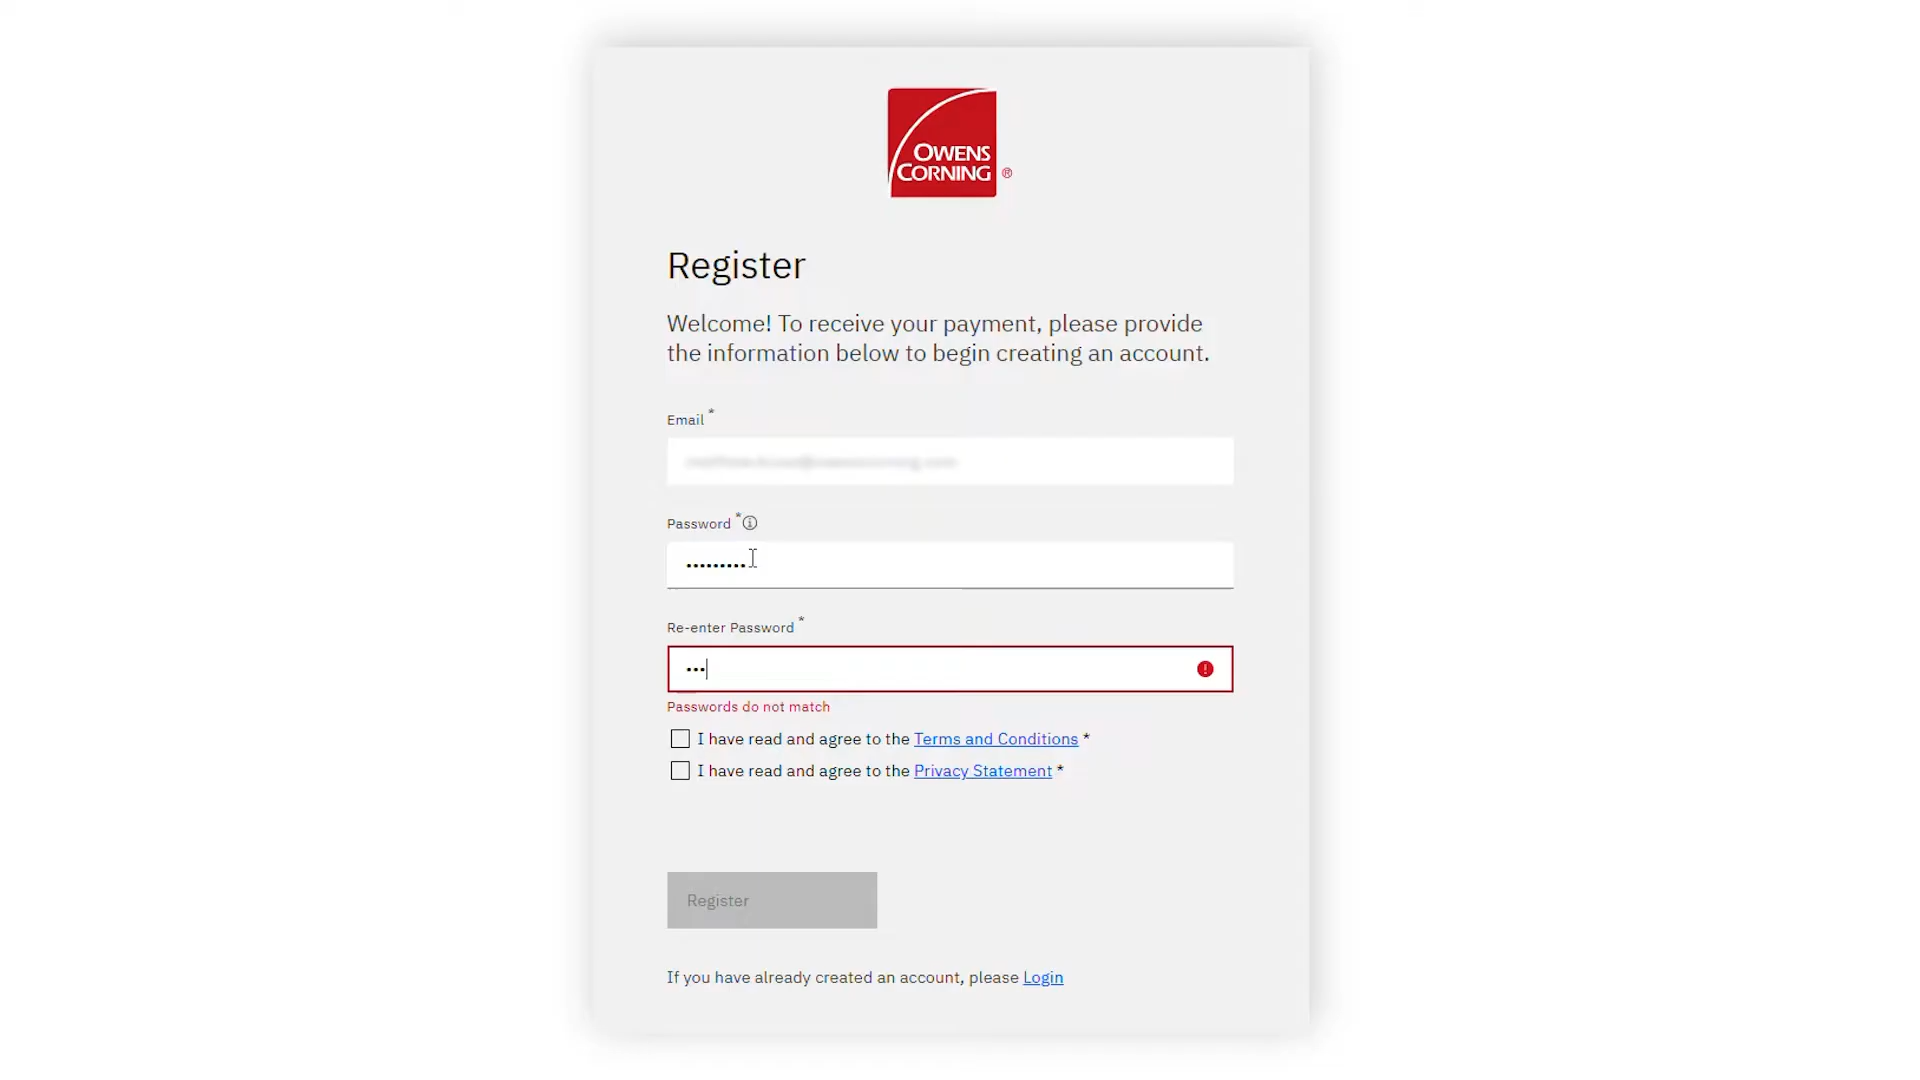 OWENS
CORNING ®
Register
Welcome! To receive your payment, please provide
the information below to begin creating an account.
Email *
Password *
•••••••••
Re-enter Password *
•••
Passwords do not match
I have read and agree to the Terms and Conditions *
I have read and agree to the Privacy Statement *
Register
If you have already created an account, please Login